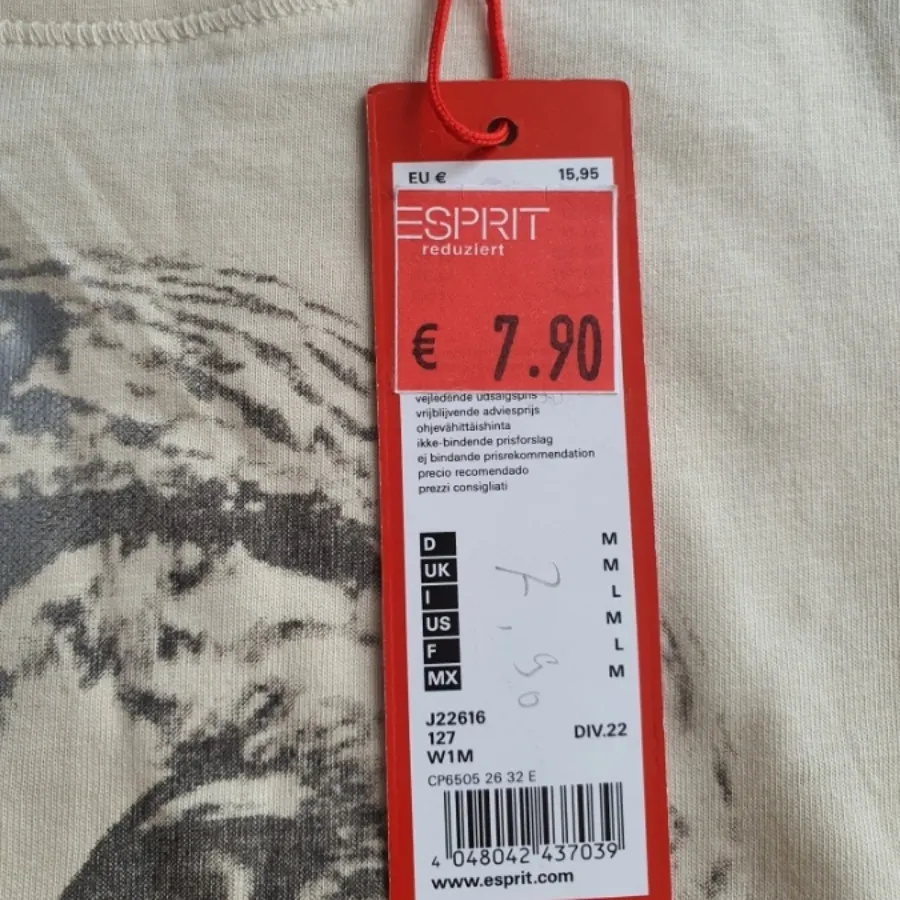 EU € 15,95
ESPRIT
reduziert
€ 7.90
vejledende udsalgspris
vrijblijvende adviesprijs
ohjevähittäishinta
ikke-bindende prisforslag
ej bindande prisrekommendation
precio recomendado
prezzi consigliati
D M
UK M
I L
US M
F L
MX M
7,90
J22616
127 DIV.22
W1M
CP6505 26 32 E
4 048042 437039
www.esprit.com